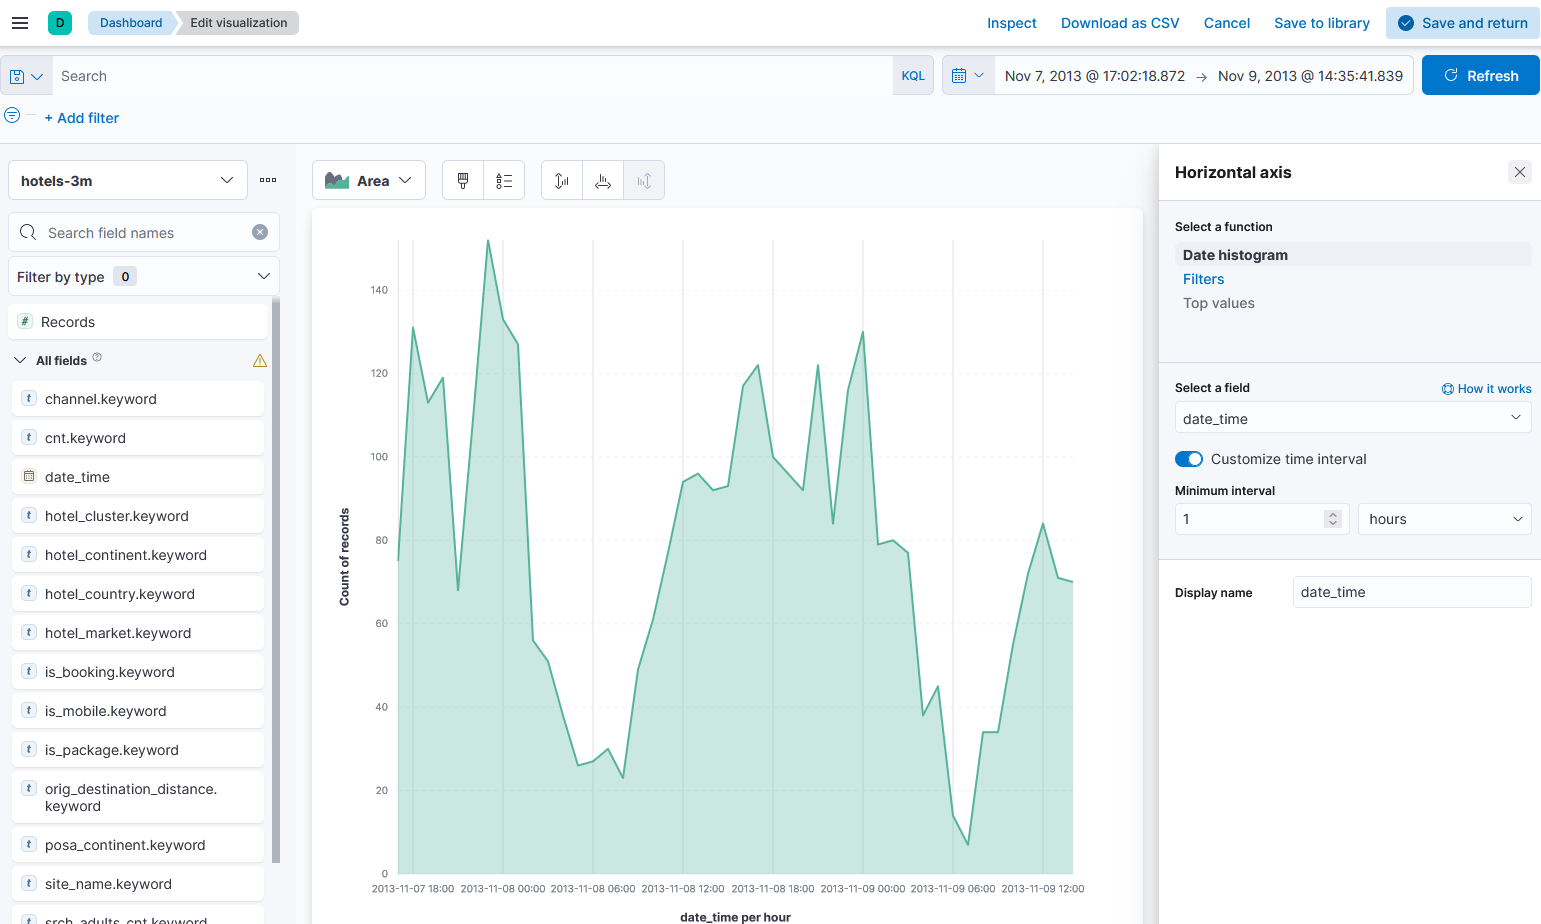 D
Dashboard
Edit visualization
Inspect
Download as CSV
Cancel
Save to library
Save and return
Search
KQL
Nov 7, 2013 @ 17:02:18.872 → Nov 9, 2013 @ 14:35:41.839
Refresh
+ Add filter
hotels-3m
Search field names
Filter by type 0
# Records
All fields
t channel.keyword
t cnt.keyword
date_time
t hotel_cluster.keyword
t hotel_continent.keyword
t hotel_country.keyword
t hotel_market.keyword
t is_booking.keyword
t is_mobile.keyword
t is_package.keyword
t orig_destination_distance.
keyword
t posa_continent.keyword
t site_name.keyword
t srch_adults_cnt.keyword
Area
140
120
100
80
60
40
20
0
Count of records
2013-11-07 18:00 2013-11-08 00:00 2013-11-08 06:00 2013-11-08 12:00 2013-11-08 18:00 2013-11-09 00:00 2013-11-09 06:00 2013-11-09 12:00
date_time per hour
Horizontal axis
Select a function
Date histogram
Filters
Top values
Select a field
How it works
date_time
Customize time interval
Minimum interval
1
hours
Display name
date_time